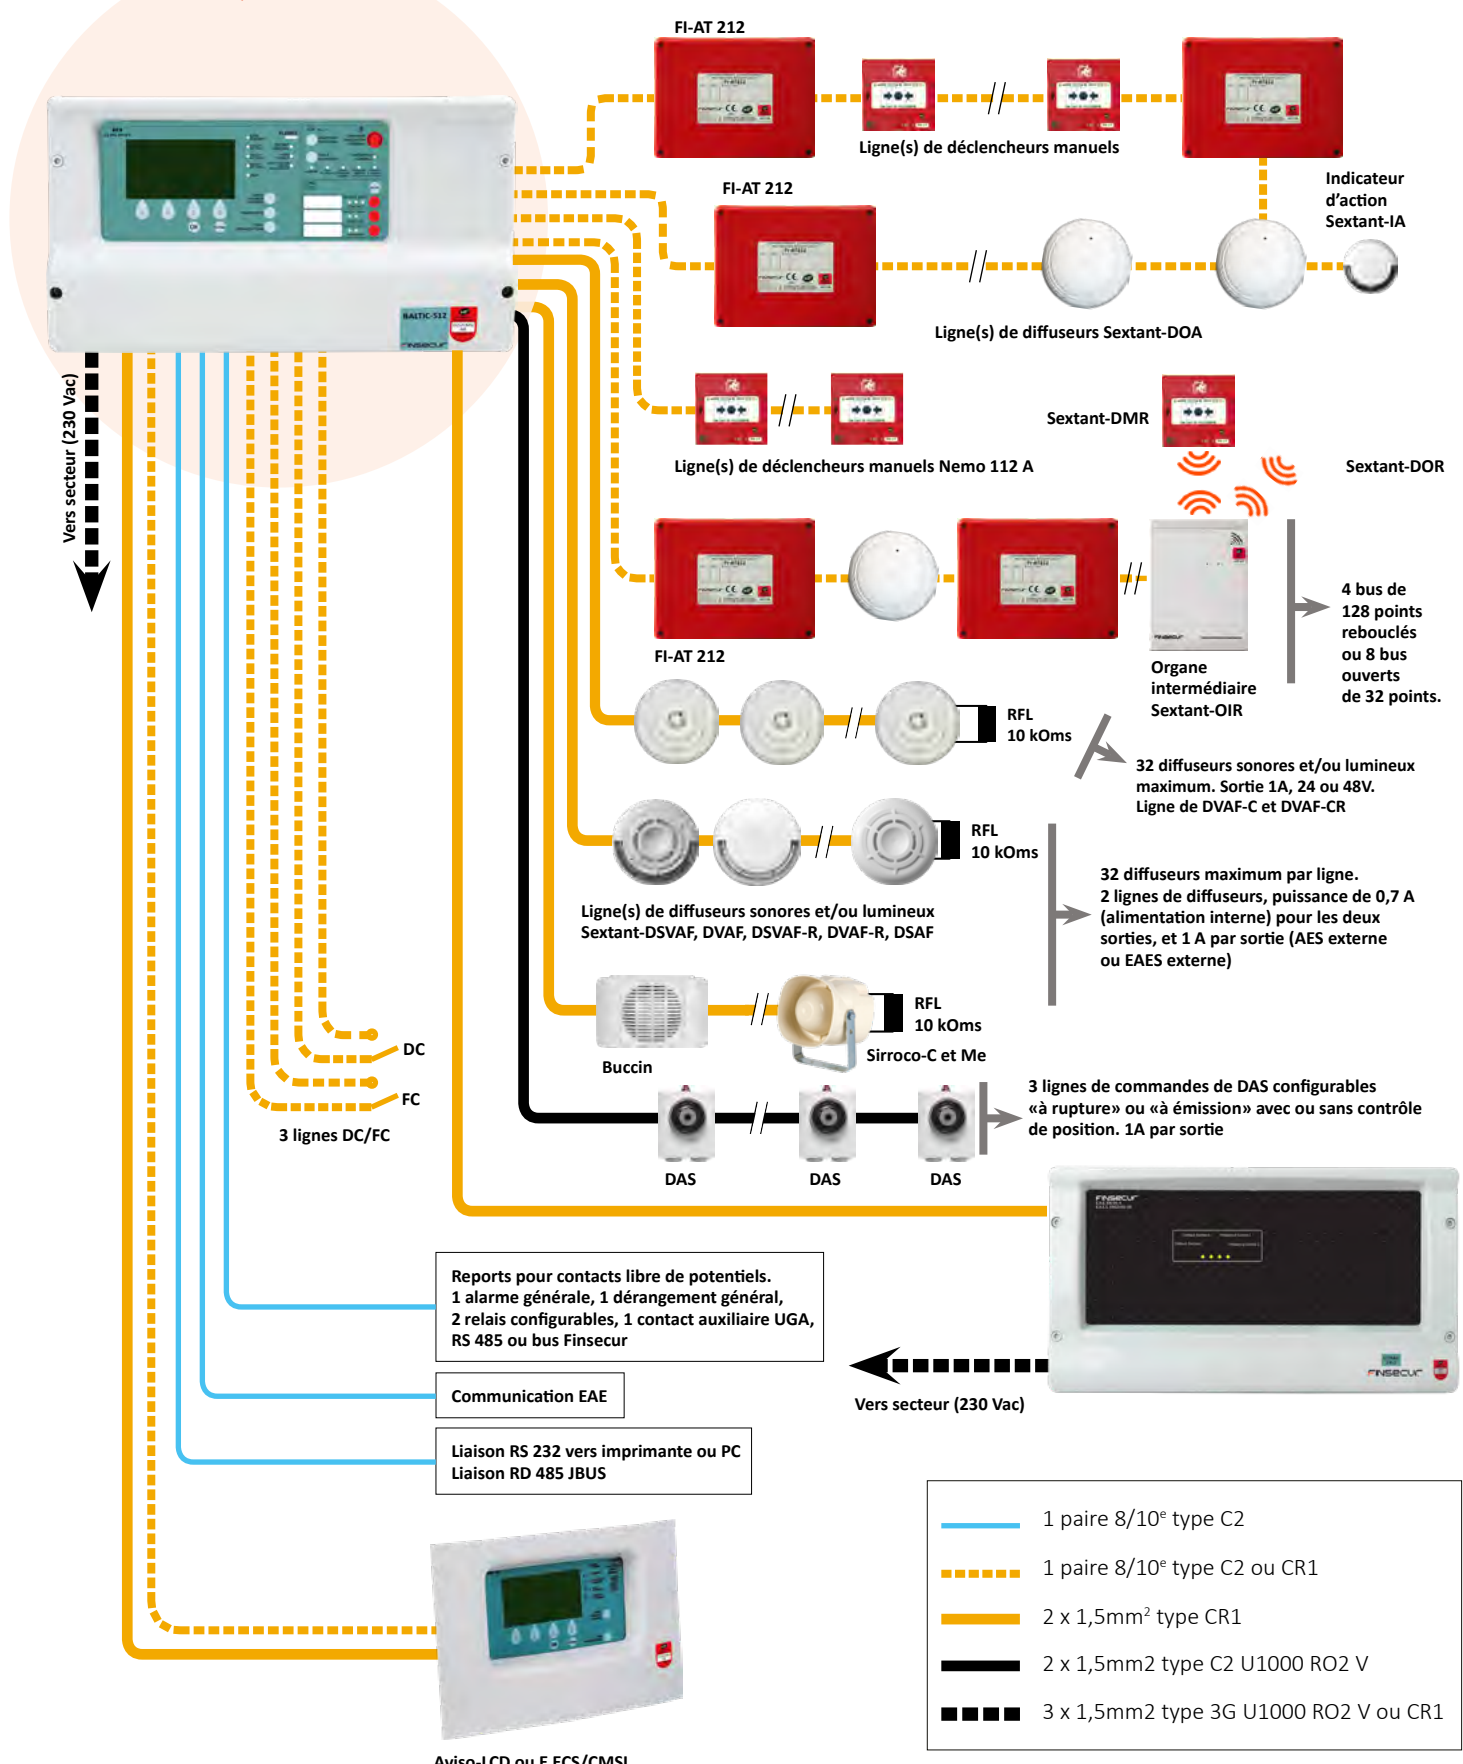 FI-AT 212
Ligne(s) de déclencheurs manuels
FI-AT 212
Indicateur
d'action
Sextant-IA
Ligne(s) de diffuseurs Sextant-DOA
BALTIC-512
FINSECUR
Vers secteur (230 Vac)
Sextant-DMR
Sextant-DOR
Ligne(s) de déclencheurs manuels Nemo 112 A
FI-AT 212
Organe
intermédiaire
Sextant-OIR
4 bus de
128 points
rebouclés
ou 8 bus
ouverts
de 32 points.
RFL
10 kOms
32 diffuseurs sonores et/ou lumineux
maximum. Sortie 1A, 24 ou 48V.
Ligne de DVAF-C et DVAF-CR
RFL
10 kOms
Ligne(s) de diffuseurs sonores et/ou lumineux
Sextant-DSVAF, DVAF, DSVAF-R, DVAF-R, DSAF
32 diffuseurs maximum par ligne.
2 lignes de diffuseurs, puissance de 0,7 A
(alimentation interne) pour les deux
sorties, et 1 A par sortie (AES externe
ou EAES externe)
RFL
10 kOms
Buccin
Sirroco-C et Me
DC
FC
3 lignes DC/FC
3 lignes de commandes de DAS configurables
«à rupture» ou «à émission» avec ou sans contrôle
de position. 1A par sortie
DAS
DAS
DAS
FINSECUR
Reports pour contacts libre de potentiels.
1 alarme générale, 1 dérangement général,
2 relais configurables, 1 contact auxiliaire UGA,
RS 485 ou bus Finsecur
FINSECUR
Vers secteur (230 Vac)
Communication EAE
Liaison RS 232 vers imprimante ou PC
Liaison RD 485 JBUS
1 paire 8/10e type C2
1 paire 8/10e type C2 ou CR1
2 x 1,5mm2 type CR1
2 x 1,5mm2 type C2 U1000 RO2 V
3 x 1,5mm2 type 3G U1000 RO2 V ou CR1
Aviso-LCD ou F.ECS/CMSI